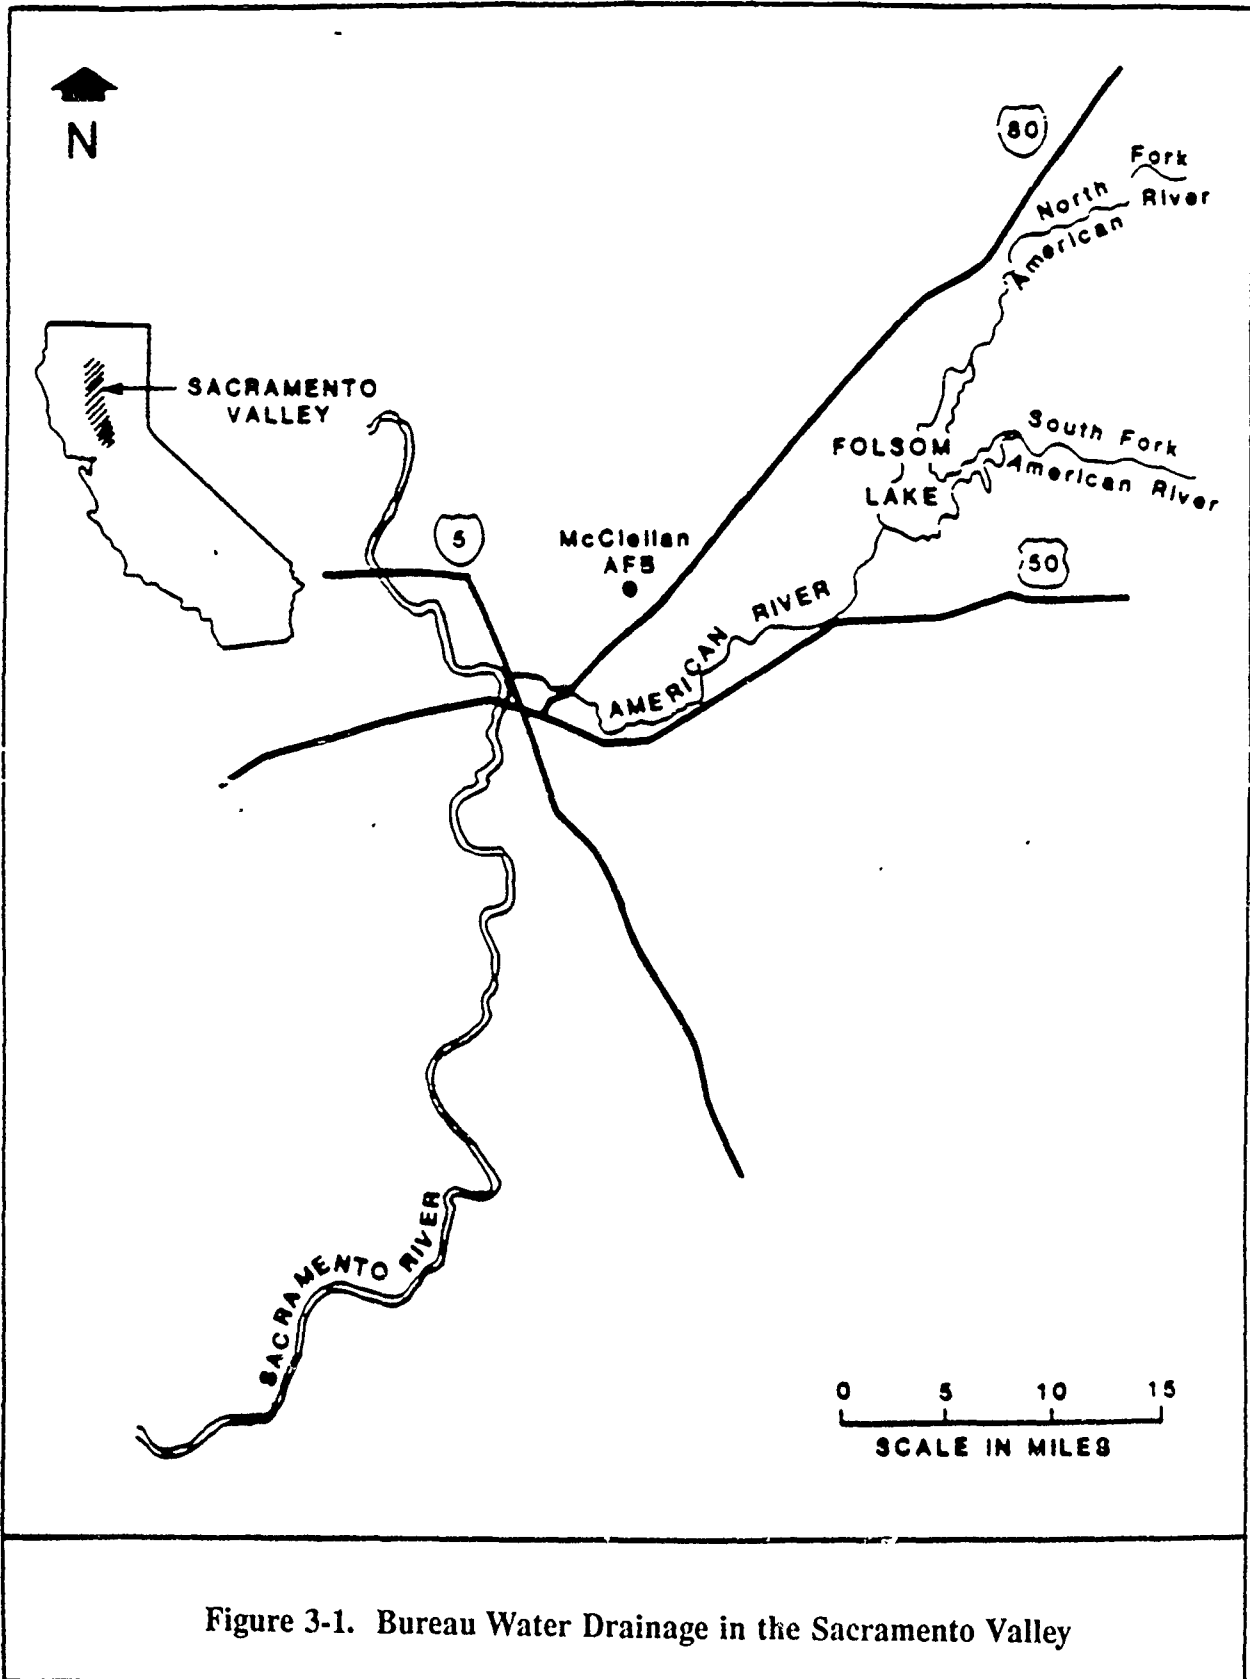 N
80
Fork
North
River
American
SACRAMENTO
VALLEY
South Fork
FOLSOM
American River
LAKE
5
McClellan
AFB
50
AMERICAN RIVER
SACRAMENTO RIVER
0 5 10 15
SCALE IN MILES
Figure 3-1. Bureau Water Drainage in the Sacramento Valley